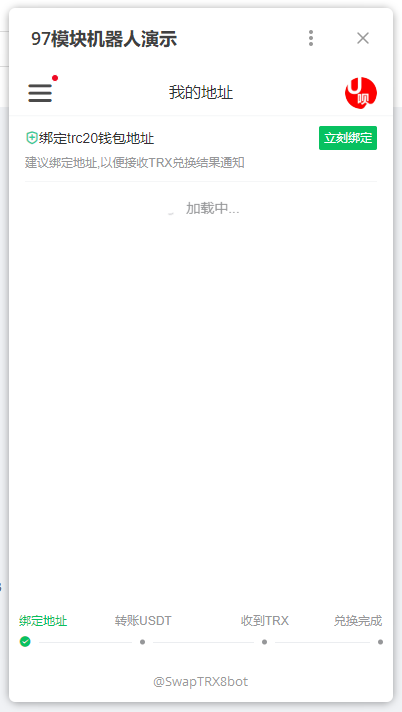 97模块机器人演示
我的地址
U
呗
绑定trc20钱包地址
立刻绑定
建议绑定地址,以便接收TRX兑换结果通知
加载中...
绑定地址 转账USDT 收到TRX 兑换完成
@SwapTRX8bot